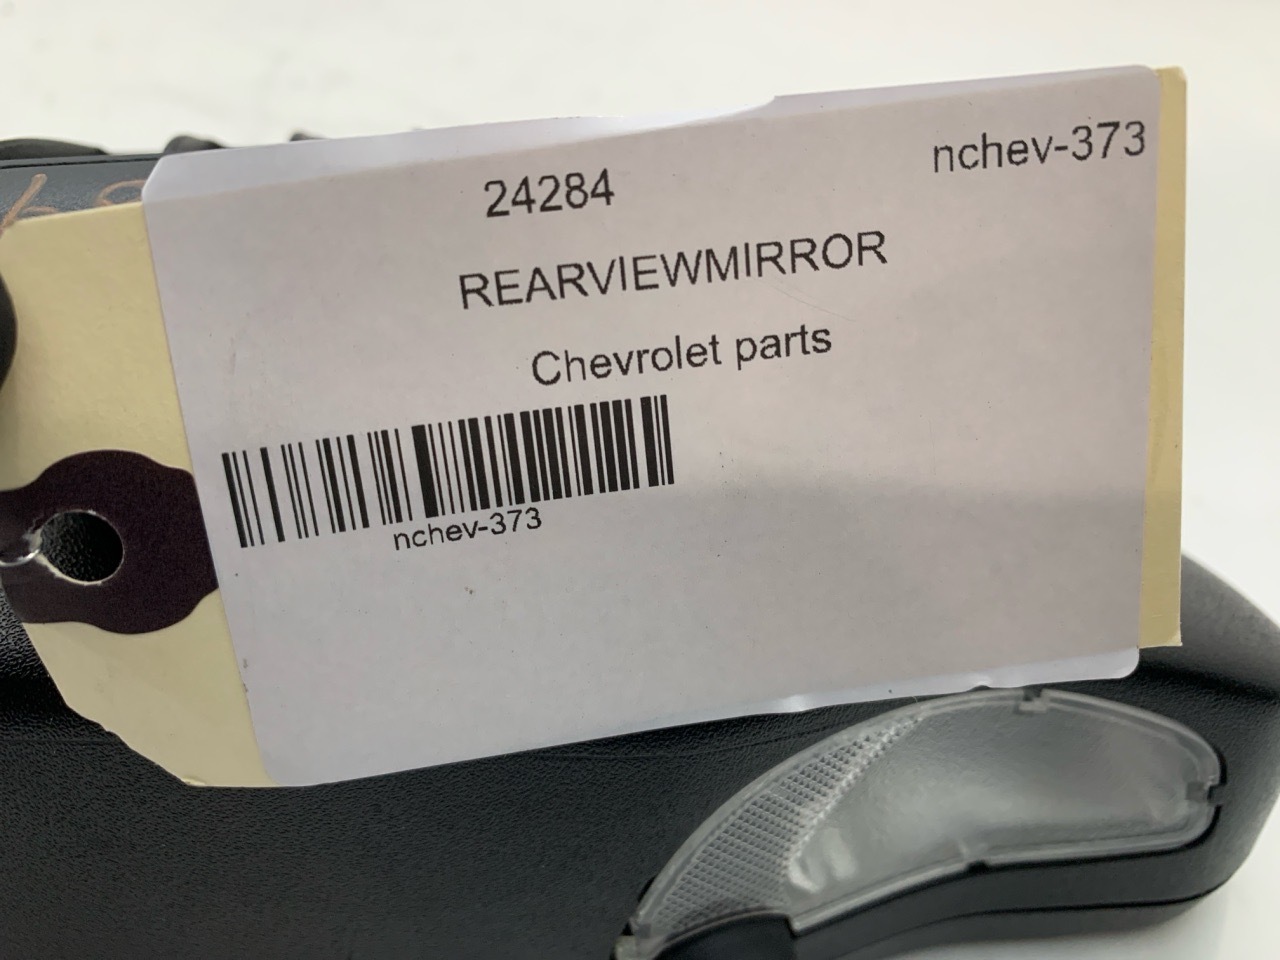 nchev-373
24284
REARVIEWMIRROR
Chevrolet parts
nchev-373